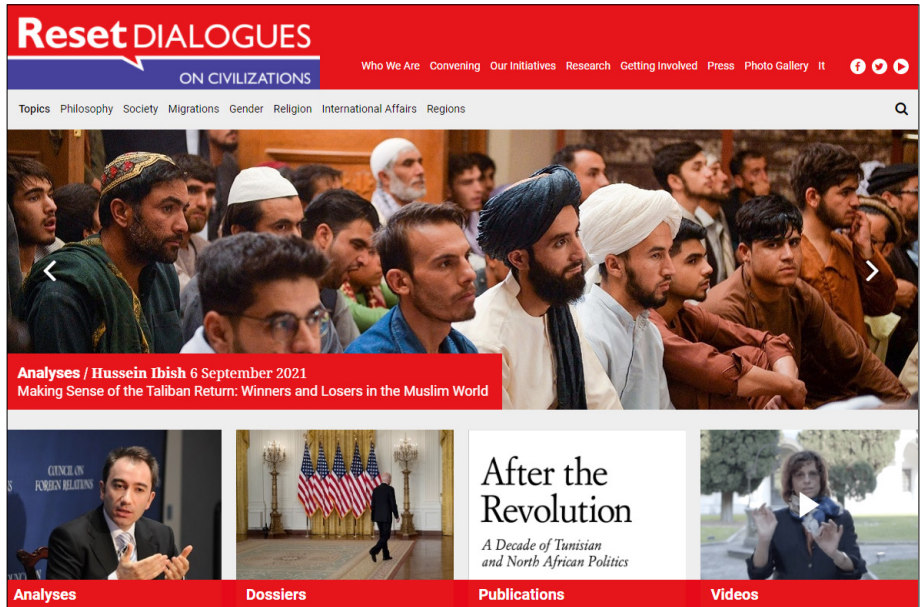 Reset DIALOGUES
ON CIVILIZATIONS
Who We Are Convening Our Initiatives Research Getting Involved Press Photo Gallery It
Topics Philosophy Society Migrations Gender Religion International Affairs Regions
Analyses / Hussein Ibish 6 September 2021
Making Sense of the Taliban Return: Winners and Losers in the Muslim World
COUNCIL ON
FOREIGN RELATIONS
After the
Revolution
A Decade of Tunisian
and North African Politics
Analyses Dossiers Publications Videos